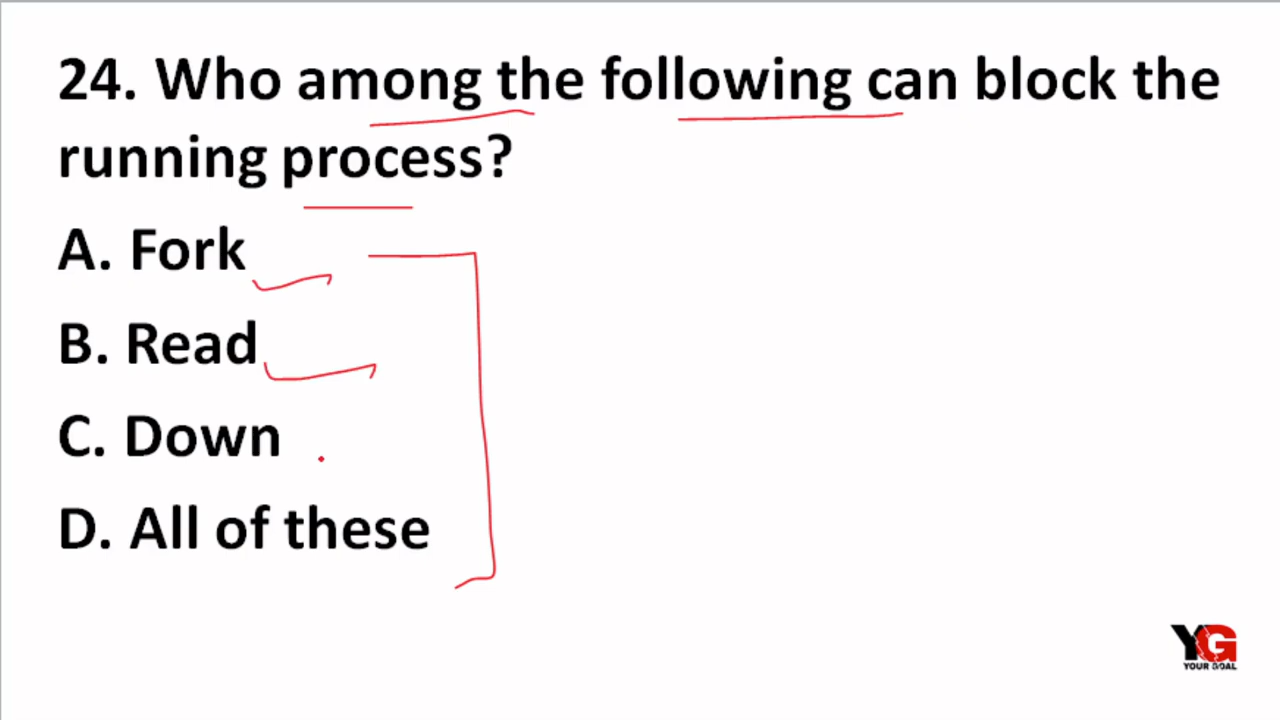 24. Who among the following can block the
running process?
A. Fork
B. Read
C. Down
D. All of these
YG
YOUR GOAL